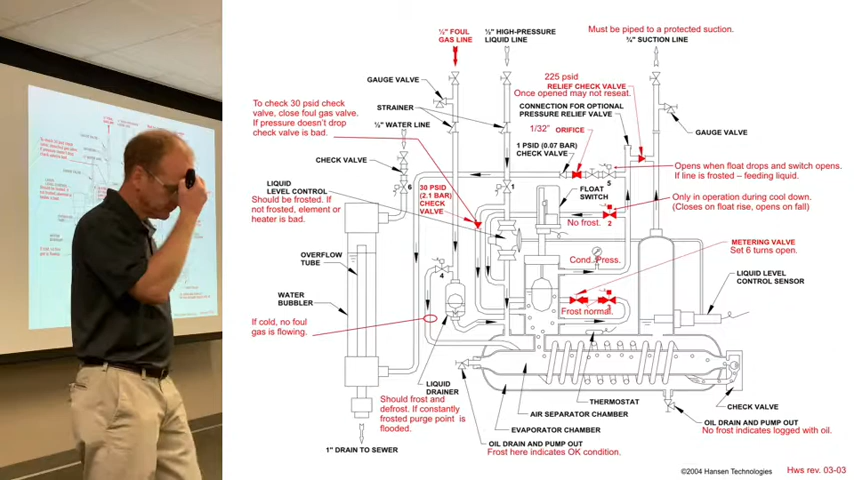 Must be piped to a protected suction.
¼" FOUL
GAS LINE
½" HIGH-PRESSURE
LIQUID LINE
¾" SUCTION LINE
GAUGE VALVE
225 psid
RELIEF CHECK VALVE
Once opened may not reseat.
To check 30 psid check
valve, close foul gas valve.
If pressure doesn't drop
check valve is bad.
STRAINER
CONNECTION FOR OPTIONAL
PRESSURE RELIEF VALVE
½" WATER LINE
1/32" ORIFICE
GAUGE VALVE
1 PSID (0.07 BAR)
CHECK VALVE
CHECK VALVE
Opens when float drops and switch opens.
If line is frosted – feeding liquid.
LIQUID
LEVEL CONTROL
Should be frosted. If
not frosted, element or
heater is bad.
6
30 PSID
(2.1 BAR)
CHECK
VALVE
1
5
FLOAT
SWITCH
Only in operation during cool down.
(Closes on float rise, opens on fall)
No frost.
2
METERING VALVE
Set 6 turns open.
OVERFLOW
TUBE
Cond. Press.
4
LIQUID LEVEL
CONTROL SENSOR
WATER
BUBBLER
3
Frost normal.
If cold, no foul
gas is flowing.
LIQUID
DRAINER
Should frost and
defrost. If constantly
frosted purge point is
flooded.
THERMOSTAT
CHECK VALVE
AIR SEPARATOR CHAMBER
OIL DRAIN AND PUMP OUT
No frost indicates logged with oil.
EVAPORATOR CHAMBER
OIL DRAIN AND PUMP OUT
Frost here indicates OK condition.
1" DRAIN TO SEWER
©2004 Hansen Technologies
Hws rev. 03-03